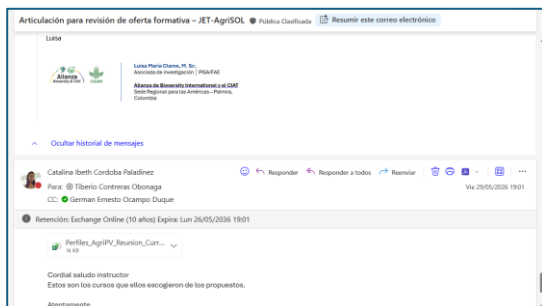 Articulación para revisión de oferta formativa – JET-AgriSOL Pública Clasificada Resumir este correo electrónico
Luisa
Alianza
Luisa María Claros, M. Sc.
Asociada de investigación | PISA/FAE
Alianza de Bioversity International y el CIAT
Sede Regional para las Américas – Palmira,
Colombia
Ocultar historial de mensajes
Catalina Ibeth Cordoba Paladinez Responder Responder a todos Reenviar
Para: Tiberio Contreras Obonaga Vie 29/05/2026 19:01
CC: German Ernesto Ocampo Duque
Retención: Exchange Online (10 años) Expira: Lun 26/05/2036 19:01
Perfiles_AgriPV_Reunion_Curr...
16 KB
Cordial saludo instructor
Estos son los cursos que ellos escogieron de los propuestos.
Atentamente